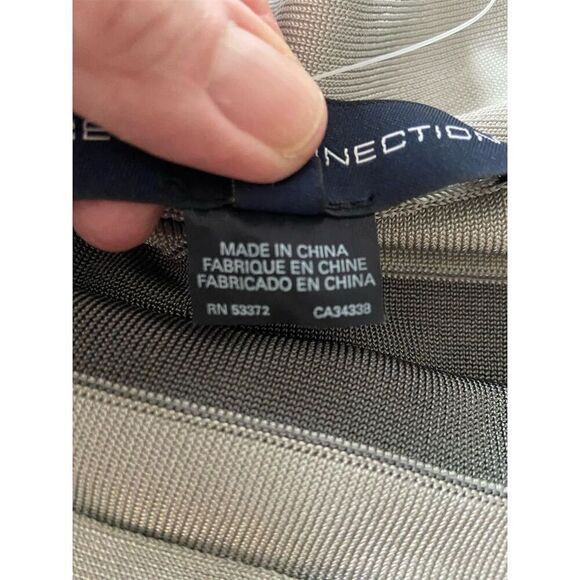 NECTION
MADE IN CHINA
FABRIQUE EN CHINE
FABRICADO EN CHINA
RN 53372 CA34338